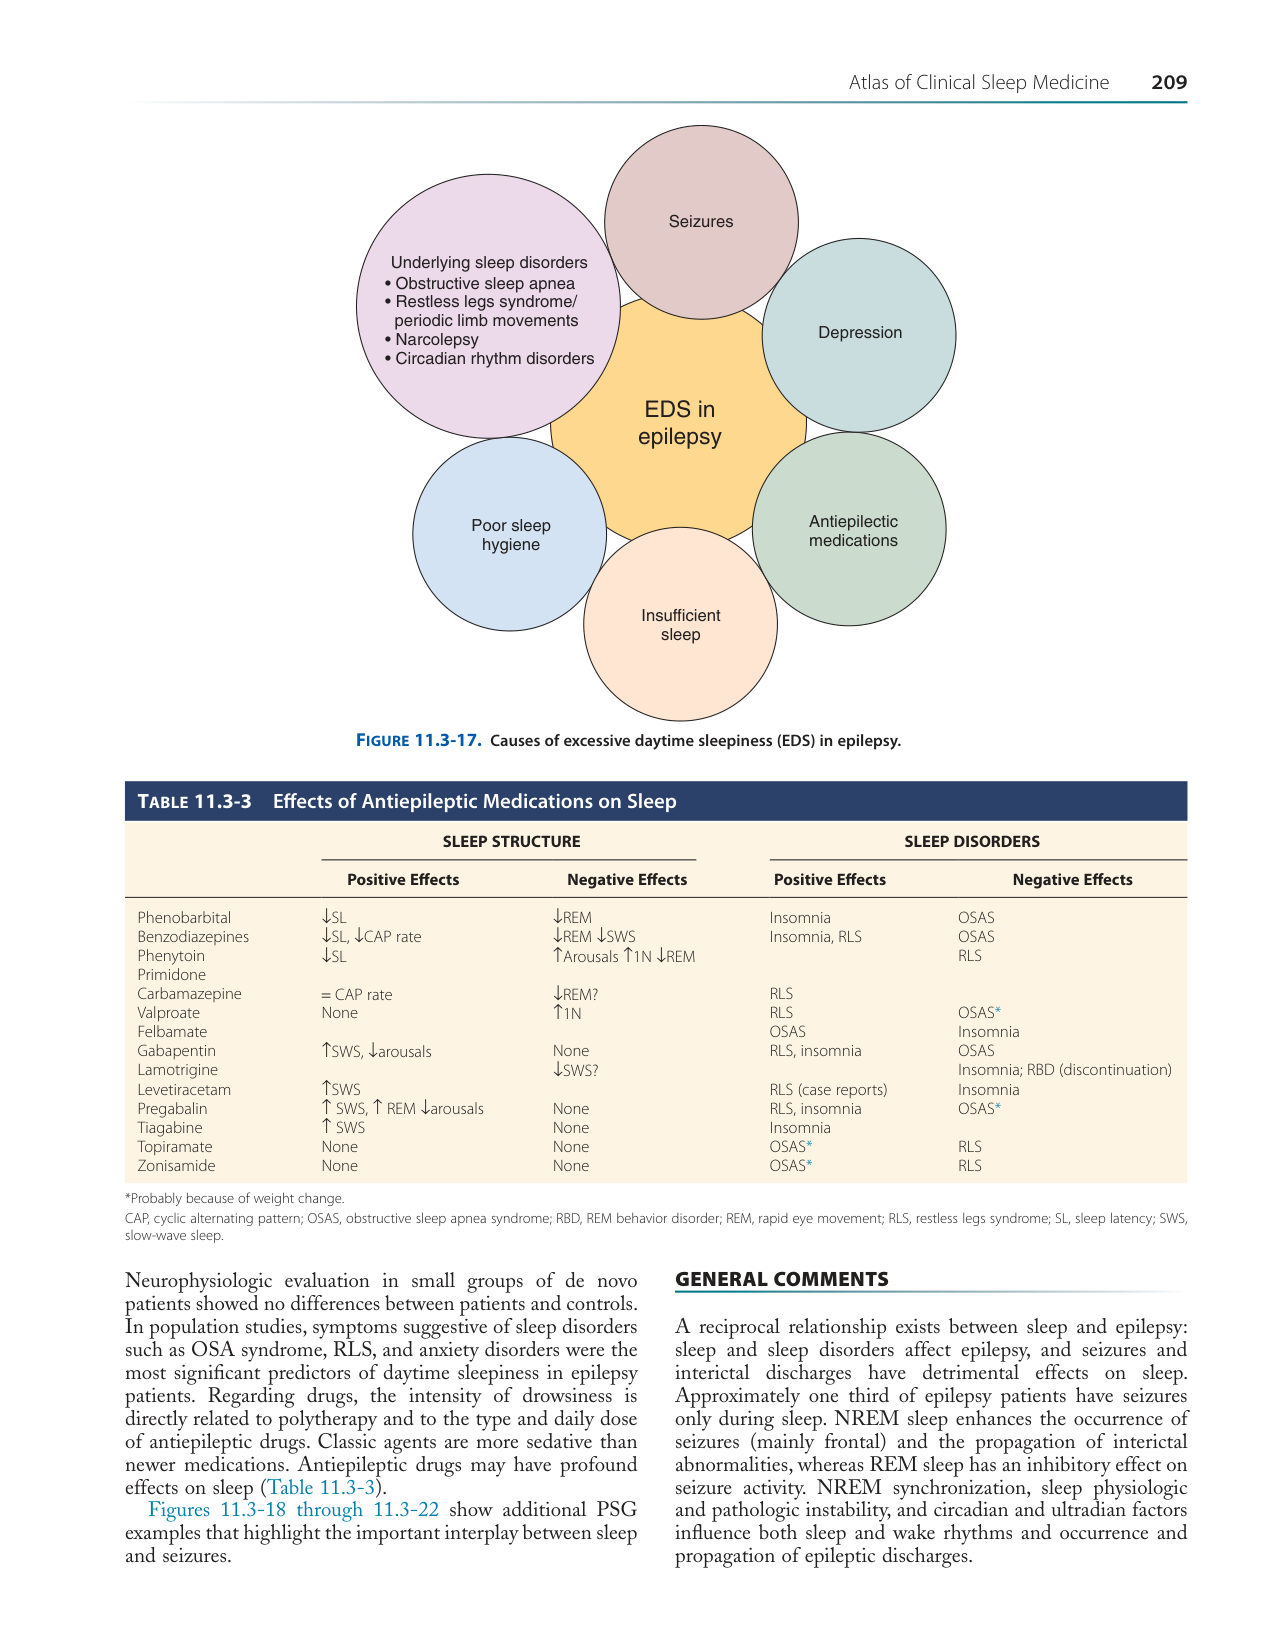 Atlas of Clinical Sleep Medicine 209
Seizures
Underlying sleep disorders
• Obstructive sleep apnea
• Restless legs syndrome/
periodic limb movements
• Narcolepsy
• Circadian rhythm disorders
Depression
EDS in
epilepsy
Poor sleep
hygiene
Antiepilectic
medications
Insufficient
sleep
FIGURE 11.3-17. Causes of excessive daytime sleepiness (EDS) in epilepsy.
TABLE 11.3-3 Effects of Antiepileptic Medications on Sleep
SLEEP STRUCTURE SLEEP DISORDERS
Positive Effects Negative Effects Positive Effects Negative Effects
Phenobarbital ↓SL ↓REM Insomnia OSAS
Benzodiazepines ↓SL, ↓CAP rate ↓REM ↓SWS Insomnia, RLS OSAS
Phenytoin ↓SL ↑Arousals ↑1N ↓REM RLS
Primidone
Carbamazepine = CAP rate ↓REM? RLS
Valproate None ↑1N RLS OSAS*
Felbamate OSAS Insomnia
Gabapentin ↑SWS, ↓arousals None RLS, insomnia OSAS
Lamotrigine ↓SWS? Insomnia; RBD (discontinuation)
Levetiracetam ↑SWS RLS (case reports) Insomnia
Pregabalin ↑ SWS, ↑ REM ↓arousals None RLS, insomnia OSAS*
Tiagabine ↑ SWS None Insomnia
Topiramate None None OSAS* RLS
Zonisamide None None OSAS* RLS
*Probably because of weight change.
CAP, cyclic alternating pattern; OSAS, obstructive sleep apnea syndrome; RBD, REM behavior disorder; REM, rapid eye movement; RLS, restless legs syndrome; SL, sleep latency; SWS,
slow-wave sleep.
Neurophysiologic evaluation in small groups of de novo
patients showed no differences between patients and controls.
In population studies, symptoms suggestive of sleep disorders
such as OSA syndrome, RLS, and anxiety disorders were the
most significant predictors of daytime sleepiness in epilepsy
patients. Regarding drugs, the intensity of drowsiness is
directly related to polytherapy and to the type and daily dose
of antiepileptic drugs. Classic agents are more sedative than
newer medications. Antiepileptic drugs may have profound
effects on sleep (Table 11.3-3).
Figures 11.3-18 through 11.3-22 show additional PSG
examples that highlight the important interplay between sleep
and seizures.
GENERAL COMMENTS
A reciprocal relationship exists between sleep and epilepsy:
sleep and sleep disorders affect epilepsy, and seizures and
interictal discharges have detrimental effects on sleep.
Approximately one third of epilepsy patients have seizures
only during sleep. NREM sleep enhances the occurrence of
seizures (mainly frontal) and the propagation of interictal
abnormalities, whereas REM sleep has an inhibitory effect on
seizure activity. NREM synchronization, sleep physiologic
and pathologic instability, and circadian and ultradian factors
influence both sleep and wake rhythms and occurrence and
propagation of epileptic discharges.